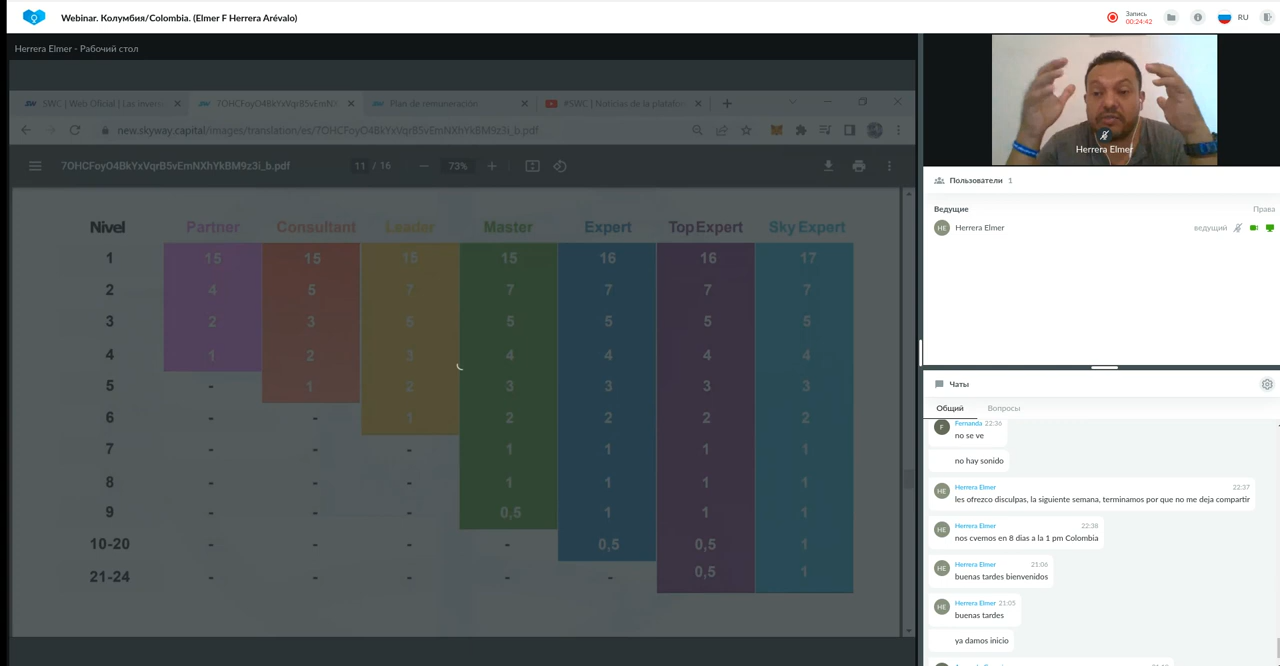 Webinar. Колумбия/Colombia. (Elmer F Herrera Arévalo)
Запись
00:24:42
RU
Herrera Elmer - Рабочий стол
SWC | Web Oficial | Las inver
7OHCFoyO4BkYxVqrB5vEmNX
Plan de remuneración
#SWC | Noticias de la platafor
new.skyway.capital/images/translation/es/7OHCFoyO4BkYxVqrB5vEmNXhYkBM9z3i_b.pdf
7OHCFoyO4BkYxVqrB5vEmNXhYkBM9z3i_b.pdf
11 / 16
73%
Nivel Partner Consultant Leader Master Expert Top Expert Sky Expert
1 15 15 15 15 16 16 17
2 4 5 7 7 7 7 7
3 2 3 5 5 5 5 5
4 1 2 3 4 4 4 4
5 - 1 2 3 3 3 3
6 - - 1 2 2 2 2
7 - - - 1 1 1 1
8 - - - 1 1 1 1
9 - - - 0,5 1 1 1
10-20 - - - - 0,5 0,5 1
21-24 - - - - - 0,5 1
Herrera Elmer
Пользователи 1
Ведущие Права
HE Herrera Elmer ведущий
Чаты
Общий Вопросы
F Fernanda 22:36
no se ve
no hay sonido
HE Herrera Elmer 22:37
les ofrezco disculpas, la siguiente semana, terminamos por que no me deja compartir
HE Herrera Elmer 22:38
nos cvemos en 8 dias a la 1 pm Colombia
HE Herrera Elmer 21:06
buenas tardes bienvenidos
HE Herrera Elmer 21:05
buenas tardes
ya damos inicio